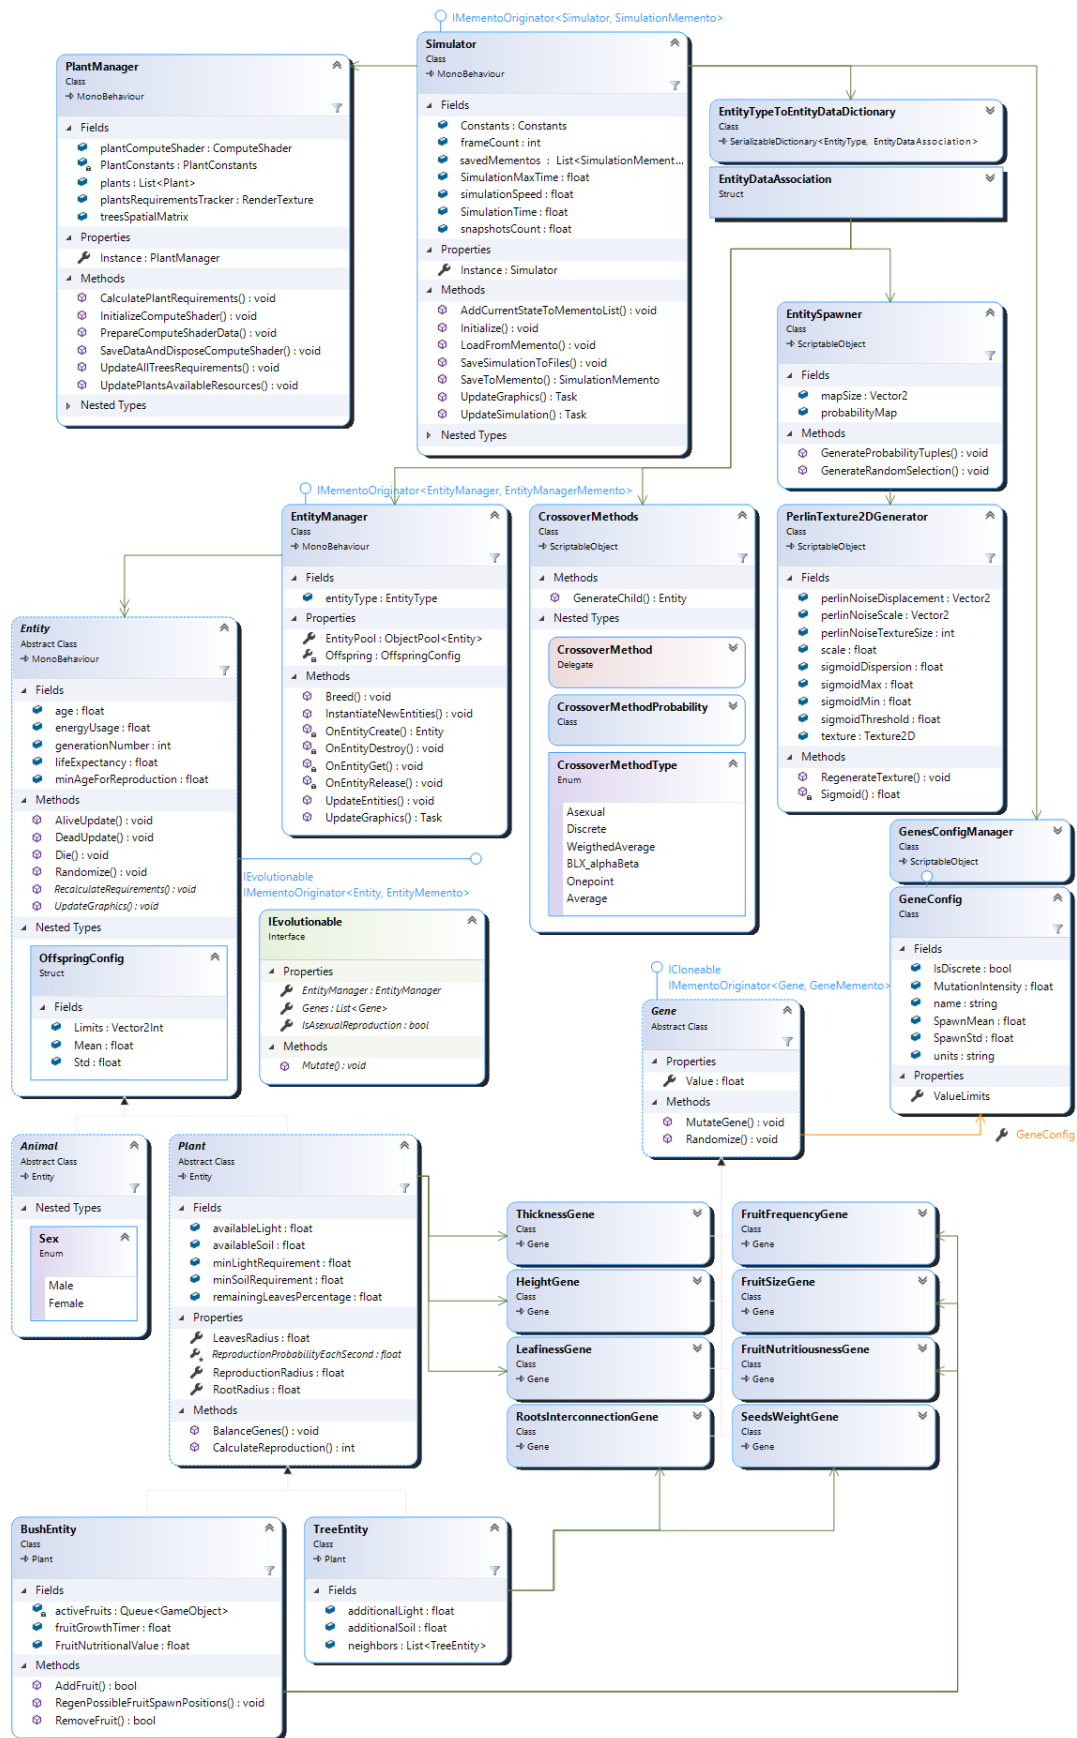 IMementoOriginator<Simulator, SimulationMemento>
PlantManager
Class
MonoBehaviour
Fields
plantComputeShader : ComputeShader
PlantConstants : PlantConstants
plants : List<Plant>
plantsRequirementsTracker : RenderTexture
treesSpatialMatrix
Properties
Instance : PlantManager
Methods
CalculatePlantRequirements() : void
InitializeComputeShader() : void
PrepareComputeShaderData() : void
SaveDataAndDisposeComputeShader() : void
UpdateAllTreesRequirements() : void
UpdatePlantsAvailableResources() : void
Nested Types
Simulator
Class
MonoBehaviour
Fields
Constants : Constants
frameCount : int
savedMementos : List<SimulationMement...
SimulationMaxTime : float
simulationSpeed : float
SimulationTime : float
snapshotsCount : float
Properties
Instance : Simulator
Methods
AddCurrentStateToMementoList() : void
Initialize() : void
LoadFromMemento() : void
SaveSimulationToFiles() : void
SaveToMemento() : SimulationMemento
UpdateGraphics() : Task
UpdateSimulation() : Task
Nested Types
EntityTypeToEntityDataDictionary
Class
SerializableDictionary<EntityType, EntityDataAssociation>
EntityDataAssociation
Struct
EntitySpawner
Class
ScriptableObject
Fields
mapSize : Vector2
probabilityMap
Methods
GenerateProbabilityTuples() : void
GenerateRandomSelection() : void
IMementoOriginator<EntityManager, EntityManagerMemento>
EntityManager
Class
MonoBehaviour
Fields
entityType : EntityType
Properties
EntityPool : ObjectPool<Entity>
Offspring : OffspringConfig
Methods
Breed() : void
InstantiateNewEntities() : void
OnEntityCreate() : Entity
OnEntityDestroy() : void
OnEntityGet() : void
OnEntityRelease() : void
UpdateEntities() : void
UpdateGraphics() : Task
CrossoverMethods
Class
ScriptableObject
Methods
GenerateChild() : Entity
Nested Types
CrossoverMethod
Delegate
CrossoverMethodProbability
Class
CrossoverMethodType
Enum
Asexual
Discrete
WeigthedAverage
BLX_alphaBeta
Onepoint
Average
PerlinTexture2DGenerator
Class
ScriptableObject
Fields
perlinNoiseDisplacement : Vector2
perlinNoiseScale : Vector2
perlinNoiseTextureSize : int
scale : float
sigmoidDispersion : float
sigmoidMax : float
sigmoidMin : float
sigmoidThreshold : float
texture : Texture2D
Methods
RegenerateTexture() : void
Sigmoid() : float
Entity
Abstract Class
MonoBehaviour
Fields
age : float
energyUsage : float
generationNumber : int
lifeExpectancy : float
minAgeForReproduction : float
Methods
AliveUpdate() : void
DeadUpdate() : void
Die() : void
Randomize() : void
RecalculateRequirements() : void
UpdateGraphics() : void
Nested Types
OffspringConfig
Struct
Fields
Limits : Vector2Int
Mean : float
Std : float
IEvolutionable
IMementoOriginator<Entity, EntityMemento>
IEvolutionable
Interface
Properties
EntityManager : EntityManager
Genes : List<Gene>
IsAsexualReproduction : bool
Methods
Mutate() : void
GenesConfigManager
Class
ScriptableObject
GeneConfig
Class
Fields
IsDiscrete : bool
MutationIntensity : float
name : string
SpawnMean : float
SpawnStd : float
units : string
Properties
ValueLimits
GeneConfig
ICloneable
IMementoOriginator<Gene, GeneMemento>
Gene
Abstract Class
Properties
Value : float
Methods
MutateGene() : void
Randomize() : void
Animal
Abstract Class
Entity
Nested Types
Sex
Enum
Male
Female
Plant
Abstract Class
Entity
Fields
availableLight : float
availableSoil : float
minLightRequirement : float
minSoilRequirement : float
remainingLeavesPercentage : float
Properties
LeavesRadius : float
ReproductionProbabilityEachSecond : float
ReproductionRadius : float
RootRadius : float
Methods
BalanceGenes() : void
CalculateReproduction() : int
ThicknessGene
Class
Gene
FruitFrequencyGene
Class
Gene
HeightGene
Class
Gene
FruitSizeGene
Class
Gene
LeafinessGene
Class
Gene
FruitNutritiousnessGene
Class
Gene
RootsInterconnectionGene
Class
Gene
SeedsWeightGene
Class
Gene
BushEntity
Class
Plant
Fields
activeFruits : Queue<GameObject>
fruitGrowthTimer : float
FruitNutritionalValue : float
Methods
AddFruit() : bool
RegenPossibleFruitSpawnPositions() : void
RemoveFruit() : bool
TreeEntity
Class
Plant
Fields
additionalLight : float
additionalSoil : float
neighbors : List<TreeEntity>